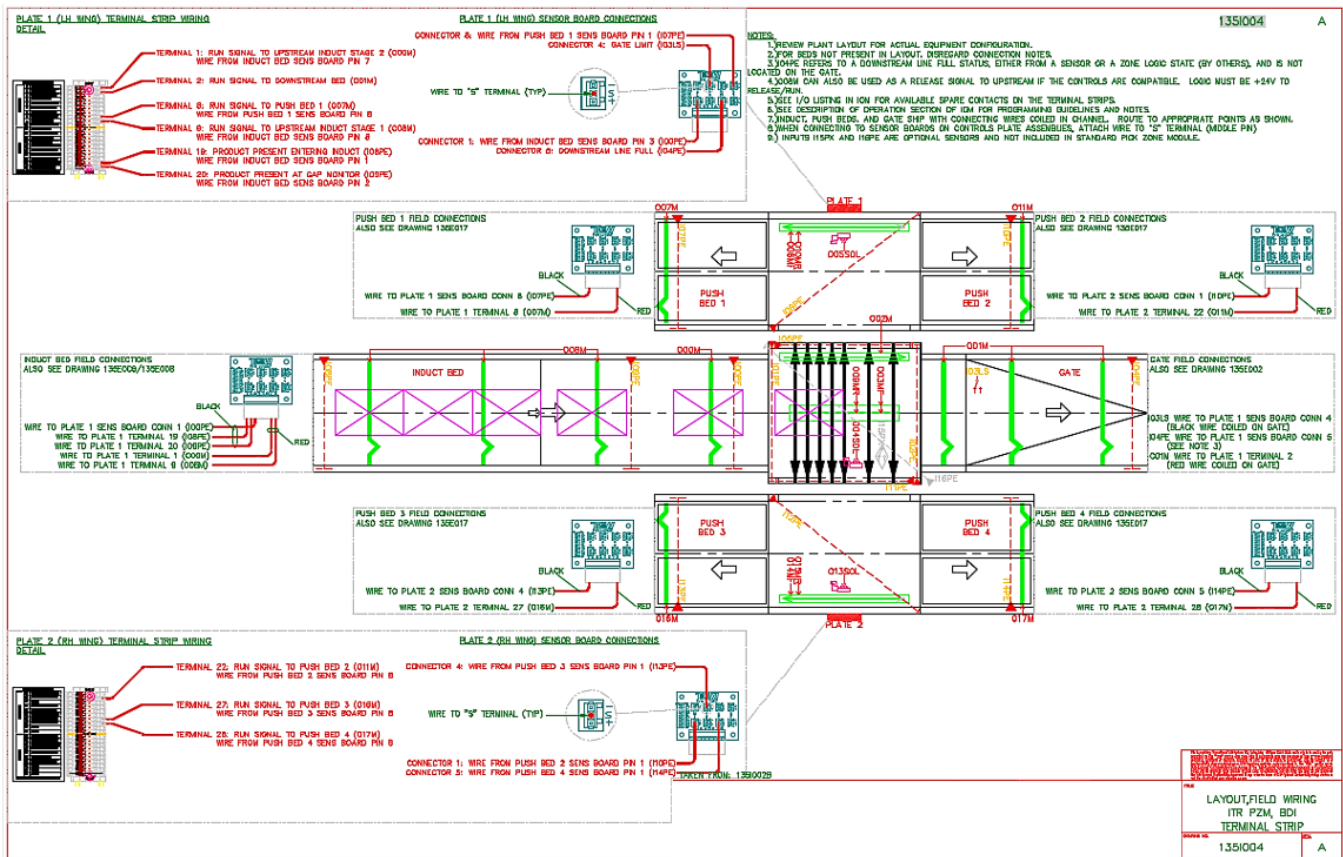 PLATE 1 (LH WING) TERMINAL STRIP WIRING
DETAIL
TERMINAL 1: RUN SIGNAL TO UPSTREAM INDUCT STAGE 2 (000M)
WIRE FROM INDUCT BED SENS BOARD PIN 7
TERMINAL 2: RUN SIGNAL TO DOWNSTREAM BED (001M)
TERMINAL 8: RUN SIGNAL TO PUSH BED 1 (007M)
WIRE FROM PUSH BED 1 SENS BOARD PIN 8
TERMINAL 9: RUN SIGNAL TO UPSTREAM INDUCT STAGE 1 (008M)
WIRE FROM INDUCT BED SENS BOARD PIN 8
TERMINAL 19: PRODUCT PRESENT ENTERING INDUCT (108PE)
WIRE FROM INDUCT BED SENS BOARD PIN 1
TERMINAL 20: PRODUCT PRESENT AT GAP MONITOR (109PE)
WIRE FROM INDUCT BED SENS BOARD PIN 2
PLATE 1 (LH WING) SENSOR BOARD CONNECTIONS
CONNECTOR 8: WIRE FROM PUSH BED 1 SENS BOARD PIN 1 (107PE)
CONNECTOR 4: GATE LIMIT (103LS)
WIRE TO "S" TERMINAL (TYP)
CONNECTOR 1: WIRE FROM INDUCT BED SENS BOARD PIN 3 (100PE)
CONNECTOR 5: DOWNSTREAM LINE FULL (104PE)
135I004
A
NOTES:
1.)REVIEW PLANT LAYOUT FOR ACTUAL EQUIPMENT CONFIGURATION.
2.)FOR BEDS NOT PRESENT IN LAYOUT, DISREGARD CONNECTION NOTES.
3.)104PE REFERS TO A DOWNSTREAM LINE FULL STATUS, EITHER FROM A SENSOR OR A ZONE LOGIC STATE (BY OTHERS), AND IS NOT
LOCATED ON THE GATE.
4.)008M CAN ALSO BE USED AS A RELEASE SIGNAL TO UPSTREAM IF THE CONTROLS ARE COMPATIBLE. LOGIC MUST BE +24V TO
RELEASE/RUN.
5.)SEE I/O LISTING IN IOM FOR AVAILABLE SPARE CONTACTS ON THE TERMINAL STRIPS.
6.)SEE DESCRIPTION OF OPERATION SECTION OF IOM FOR PROGRAMMING GUIDELINES AND NOTES.
7.)INDUCT, PUSH BEDS, AND GATE SHIP WITH CONNECTING WIRES COILED IN CHANNEL. ROUTE TO APPROPRIATE POINTS AS SHOWN.
8.)WHEN CONNECTING TO SENSOR BOARDS ON CONTROLS PLATE ASSEMBLIES, ATTACH WIRE TO "S" TERMINAL (MIDDLE PIN)
9.) INPUTS 115PX AND 116PE ARE OPTIONAL SENSORS AND NOT INCLUDED IN STANDARD PICK ZONE MODULE.
PLATE 1
PUSH BED 1 FIELD CONNECTIONS
ALSO SEE DRAWING 135E017
BLACK
WIRE TO PLATE 1 SENS BOARD CONN 8 (107PE)
WIRE TO PLATE 1 TERMINAL 8 (007M)
RED
007M
107PE
PUSH
BED 1
005SOL
106PE
011M
110PE
PUSH
BED 2
PUSH BED 2 FIELD CONNECTIONS
ALSO SEE DRAWING 135E017
BLACK
WIRE TO PLATE 2 SENS BOARD CONN 1 (110PE)
WIRE TO PLATE 2 TERMINAL 22 (011M)
RED
INDUCT BED FIELD CONNECTIONS
BLACK
WIRE TO PLATE 1 SENS BOARD CONN 1 (100PE)
WIRE TO PLATE 1 TERMINAL 19 (108PE)
WIRE TO PLATE 1 TERMINAL 20 (109PE)
WIRE TO PLATE 1 TERMINAL 1 (000M)
WIRE TO PLATE 1 TERMINAL 9 (008M)
RED
INDUCT BED
008M
000M
002M
004SOL
001M
103LS
GATE
104PE
116PE
GATE FIELD CONNECTIONS
ALSO SEE DRAWING 135E002
103LS WIRE TO PLATE 1 SENS BOARD CONN 4
(BLACK WIRE COILED ON GATE)
104PE WIRE TO PLATE 1 SENS BOARD CONN 5
(SEE NOTE 3)
001M WIRE TO PLATE 1 TERMINAL 2
(RED WIRE COILED ON GATE)
PUSH BED 3 FIELD CONNECTIONS
ALSO SEE DRAWING 135E017
BLACK
WIRE TO PLATE 2 SENS BOARD CONN 4 (113PE)
WIRE TO PLATE 2 TERMINAL 27 (016M)
RED
PUSH
BED 3
112PE
113PE
016M
013SOL
PLATE 2
PUSH
BED 4
114PE
017M
PUSH BED 4 FIELD CONNECTIONS
ALSO SEE DRAWING 135E017
BLACK
WIRE TO PLATE 2 SENS BOARD CONN 5 (114PE)
WIRE TO PLATE 2 TERMINAL 28 (017M)
RED
PLATE 2 (RH WING) TERMINAL STRIP WIRING
DETAIL
TERMINAL 22: RUN SIGNAL TO PUSH BED 2 (011M)
WIRE FROM PUSH BED 2 SENS BOARD PIN 8
TERMINAL 27: RUN SIGNAL TO PUSH BED 3 (016M)
WIRE FROM PUSH BED 3 SENS BOARD PIN 8
TERMINAL 28: RUN SIGNAL TO PUSH BED 4 (017M)
WIRE FROM PUSH BED 4 SENS BOARD PIN 8
PLATE 2 (RH WING) SENSOR BOARD CONNECTIONS
CONNECTOR 4: WIRE FROM PUSH BED 3 SENS BOARD PIN 1 (113PE)
WIRE TO "S" TERMINAL (TYP)
CONNECTOR 1: WIRE FROM PUSH BED 2 SENS BOARD PIN 1 (110PE)
CONNECTOR 5: WIRE FROM PUSH BED 4 SENS BOARD PIN 1 (114PE)
TAKEN FROM: 135I0029
LAYOUT,FIELD WIRING
ITR PZM, BDI
TERMINAL STRIP
135I004
A